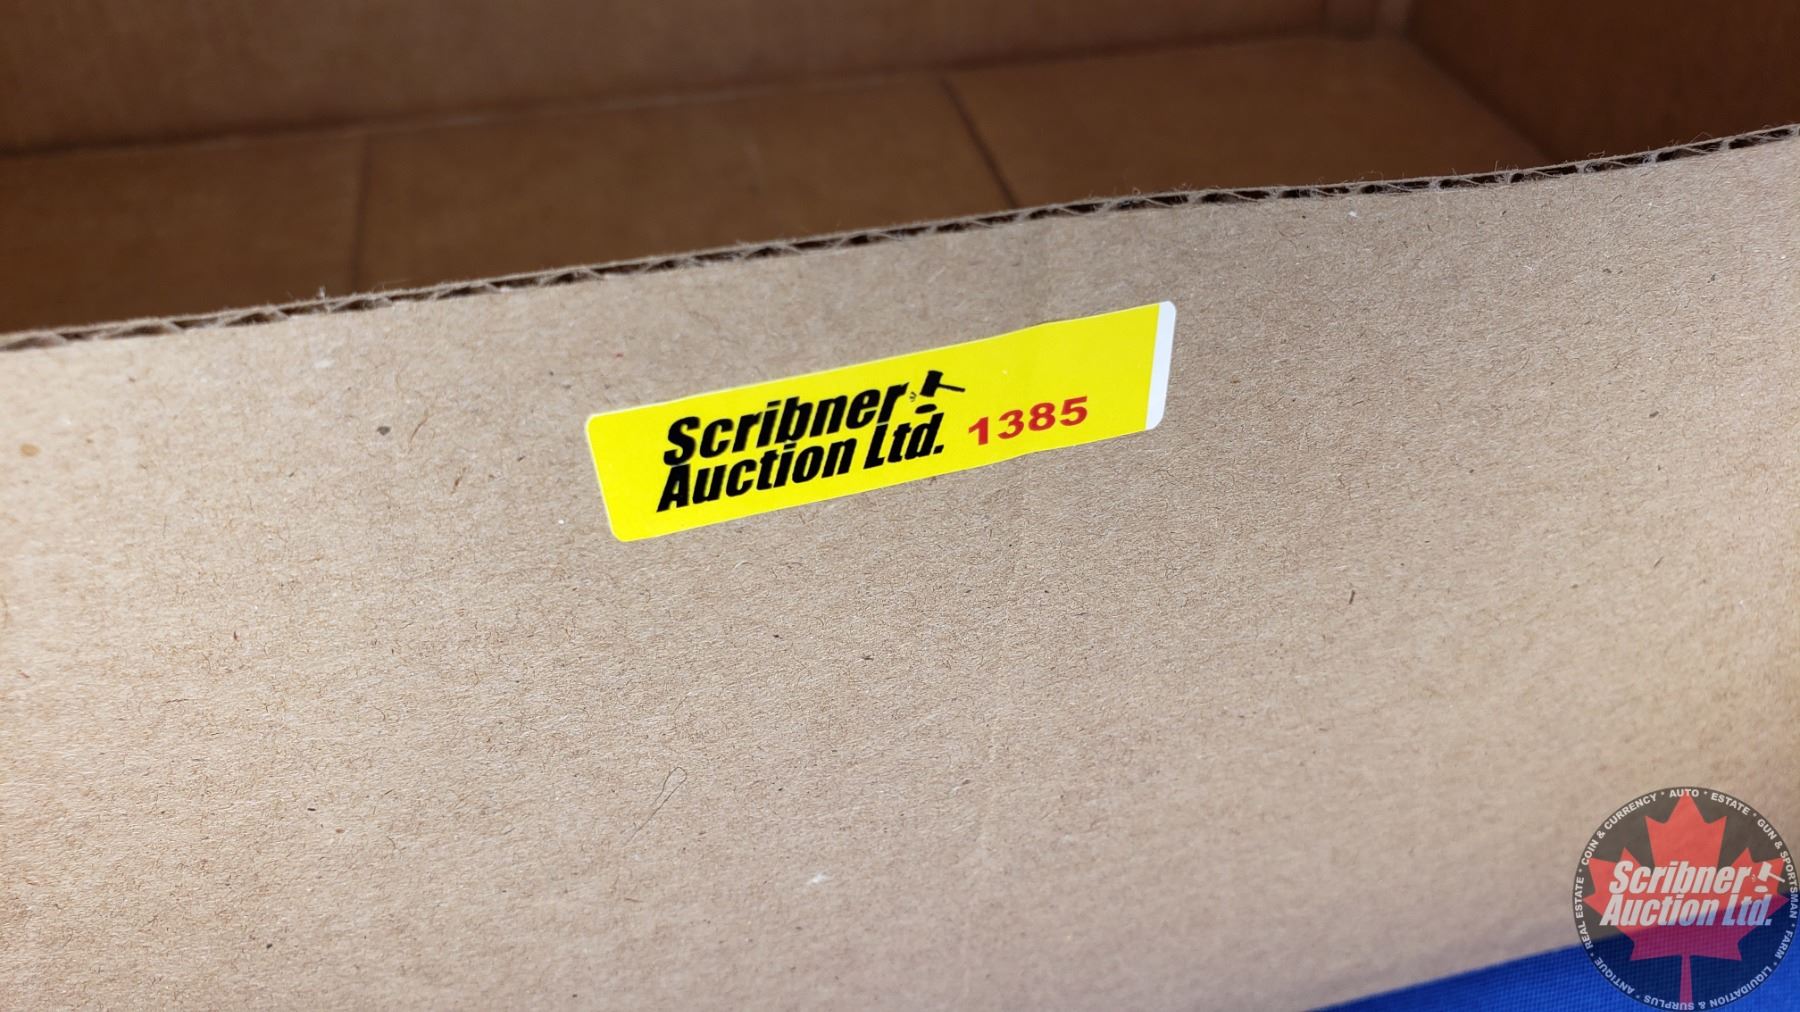 Scribner
Auction Ltd. 1385
COIN & CURRENCY * AUTO * ESTATE * GUN & SPORTSMAN * FARM * LIQUIDATION & SURPLUS * ANTIQUE * REAL ESTATE *
Scribner
Auction Ltd.